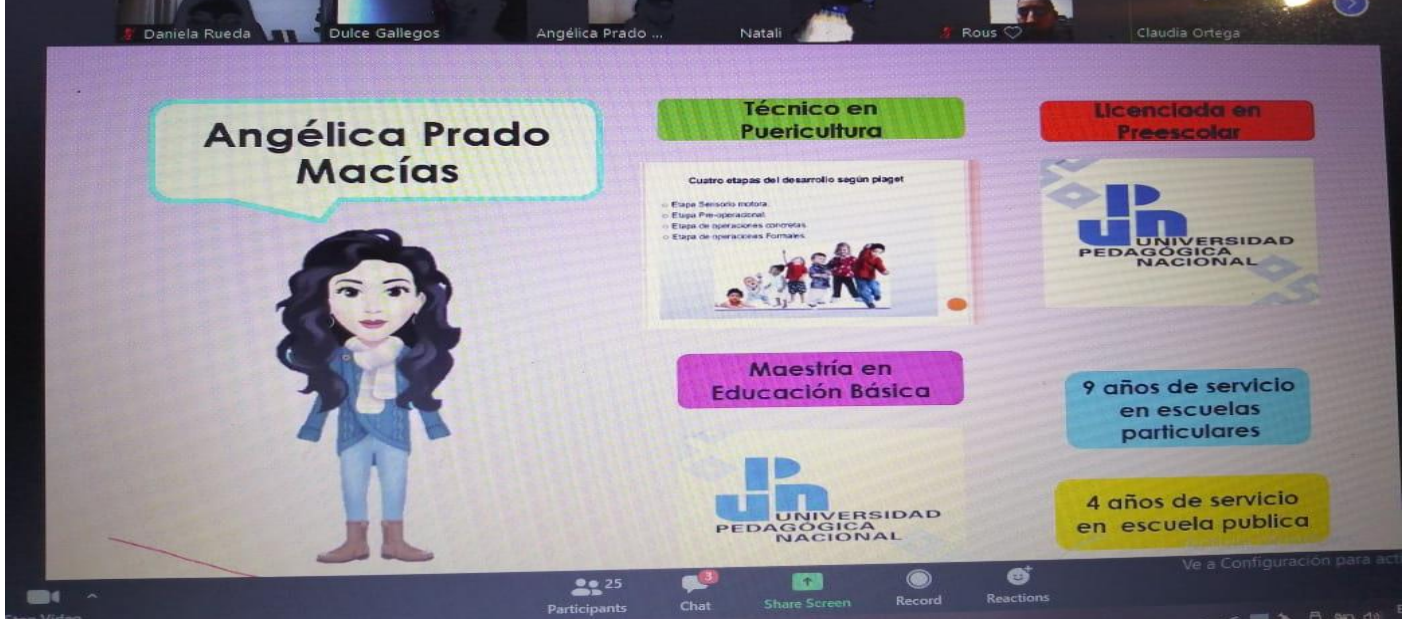 Daniela Rueda
Dulce Gallegos
Angélica Prado ...
Natali
Rous ♡
Claudia Ortega
Angélica Prado
Macías
Técnico en
Puericultura
Cuatro etapas del desarrollo según piaget
Etapa Sensorio motora.
Etapa Pre-operacional.
Etapa de operaciones concretas.
Etapa de operaciones Formales.
Licenciada en
Preescolar
UNIVERSIDAD
PEDAGÓGICA
NACIONAL
Maestría en
Educación Básica
UNIVERSIDAD
PEDAGÓGICA
NACIONAL
9 años de servicio
en escuelas
particulares
4 años de servicio
en escuela publica
Ve a Configuración para
25
Participants
3
Chat
Share Screen
Record
Reactions
Video